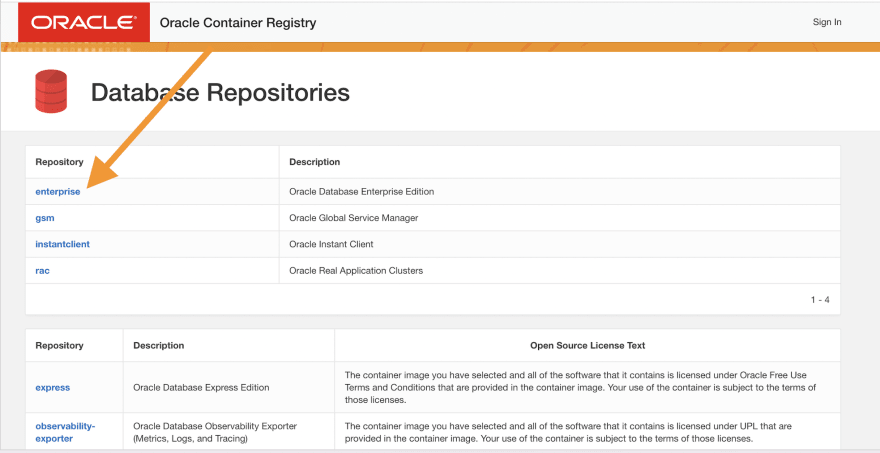 ORACLE Oracle Container Registry Sign In
Database Repositories
Repository Description
enterprise Oracle Database Enterprise Edition
gsm Oracle Global Service Manager
instantclient Oracle Instant Client
rac Oracle Real Application Clusters
1 - 4
Repository Description Open Source License Text
express Oracle Database Express Edition The container image you have selected and all of the software that it contains is licensed under Oracle Free Use
Terms and Conditions that are provided in the container image. Your use of the container is subject to the terms of
those licenses.
observability- Oracle Database Observability Exporter The container image you have selected and all of the software that it contains is licensed under UPL that are
exporter (Metrics, Logs, and Tracing) provided in the container image. Your use of the container is subject to the terms of those licenses.